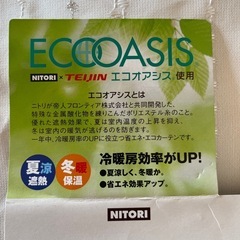 ECOOASIS
NITORI × TEIJIN エコオアシス 使用
エコオアシスとは
ニトリが帝人フロンティア株式会社と共同開発した、
特殊な金属酸化物を練りこんだポリエステル糸のこと。
優れた遮熱効果で、夏は室内温度の上昇を抑え、
冬は室内の暖気が逃げるのを防ぎます。
一年中、冷暖房率UPに役立つ省エネ・エコカーテンです。
夏涼 遮熱
冬暖 保温
冷暖房効率がUP!
●夏涼しく、冬暖か。
●省エネ効果アップ。
NITORI